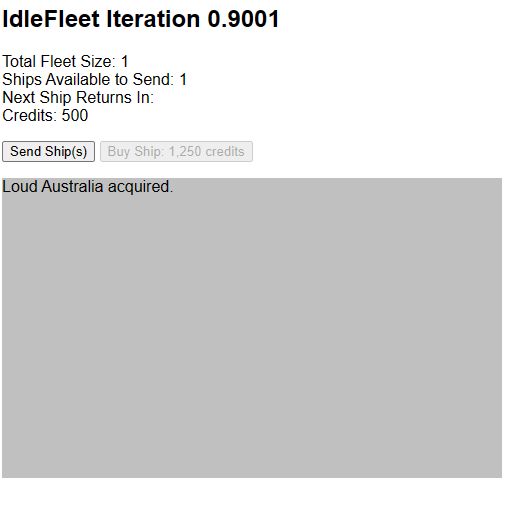 IdleFleet Iteration 0.9001
Total Fleet Size: 1
Ships Available to Send: 1
Next Ship Returns In:
Credits: 500
Send Ship(s) Buy Ship: 1,250 credits
Loud Australia acquired.